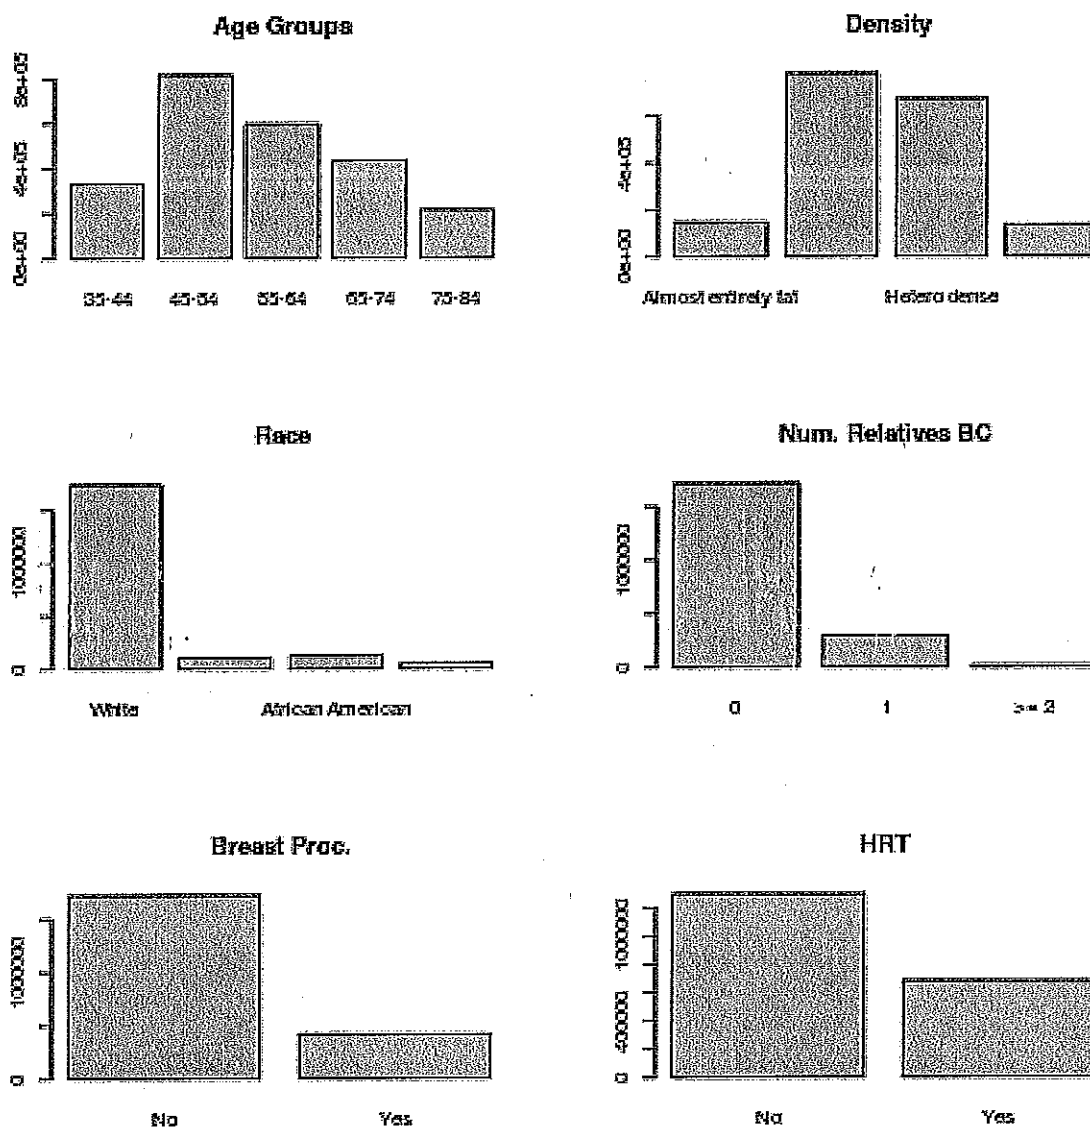 Age Groups
0e+00 4e+05 8e+05
35-44 45-54 55-64 65-74 75-84
Density
0e+00 4e+05
Almost entirely fat Hetero dense
Race
0 1000000
White African American
Num. Relatives BC
0 1000000
0 1 >= 2
Breast Proc.
0 1000000
No Yes
HRT
0 400000 1000000
No Yes